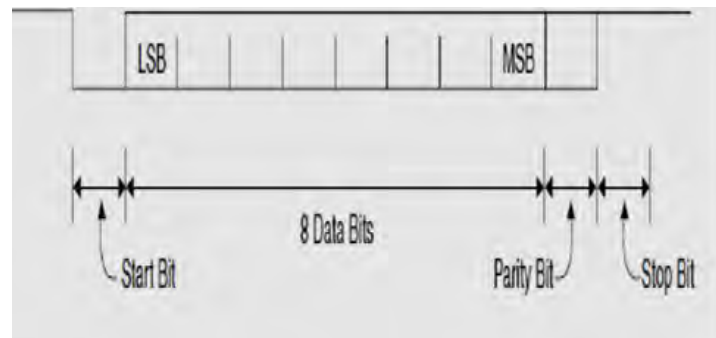 LSB MSB
8 Data Bits
Start Bit Parity Bit Stop Bit